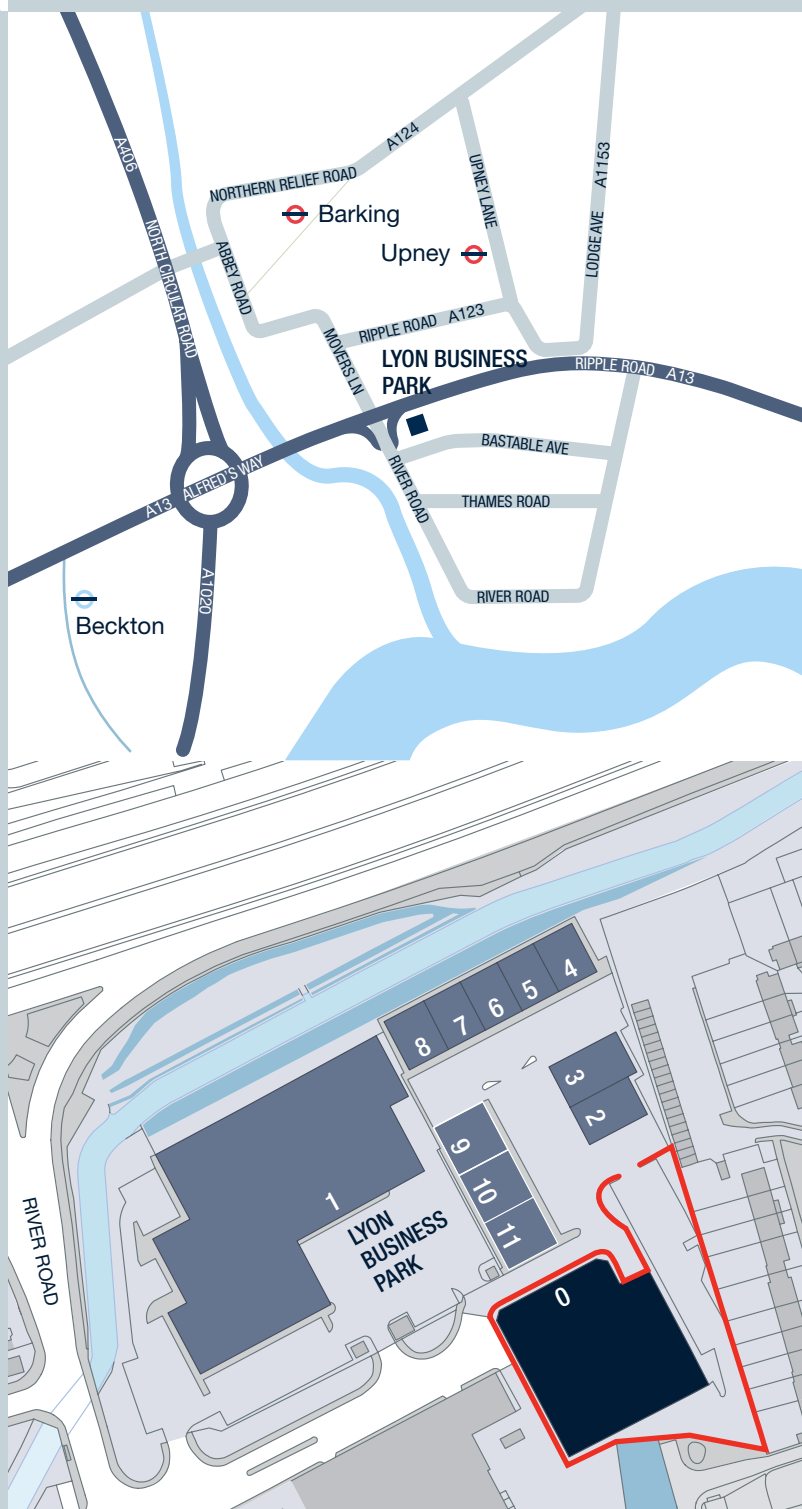 A406
NORTH CIRCULAR ROAD
A124
NORTHERN RELIEF ROAD
UPNEY LANE
LODGE AVE A1153
Barking
Upney
ABBEY ROAD
RIPPLE ROAD A123
MOVERS LN
LYON BUSINESS
PARK
RIPPLE ROAD A13
BASTABLE AVE
A13 ALFRED'S WAY
RIVER ROAD
THAMES ROAD
A1020
RIVER ROAD
Beckton
4
5
6
7
8
3
2
9
10
11
1
LYON
BUSINESS
PARK
RIVER ROAD
0